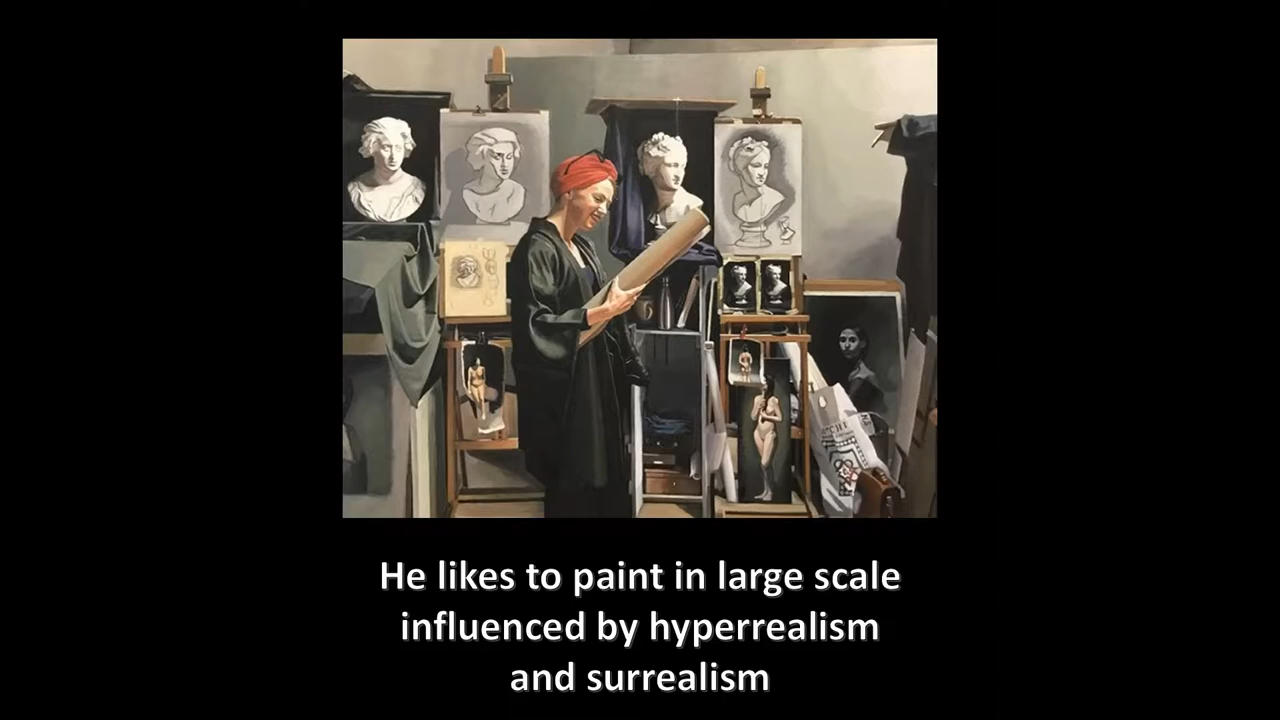 He likes to paint in large scale
influenced by hyperrealism
and surrealism